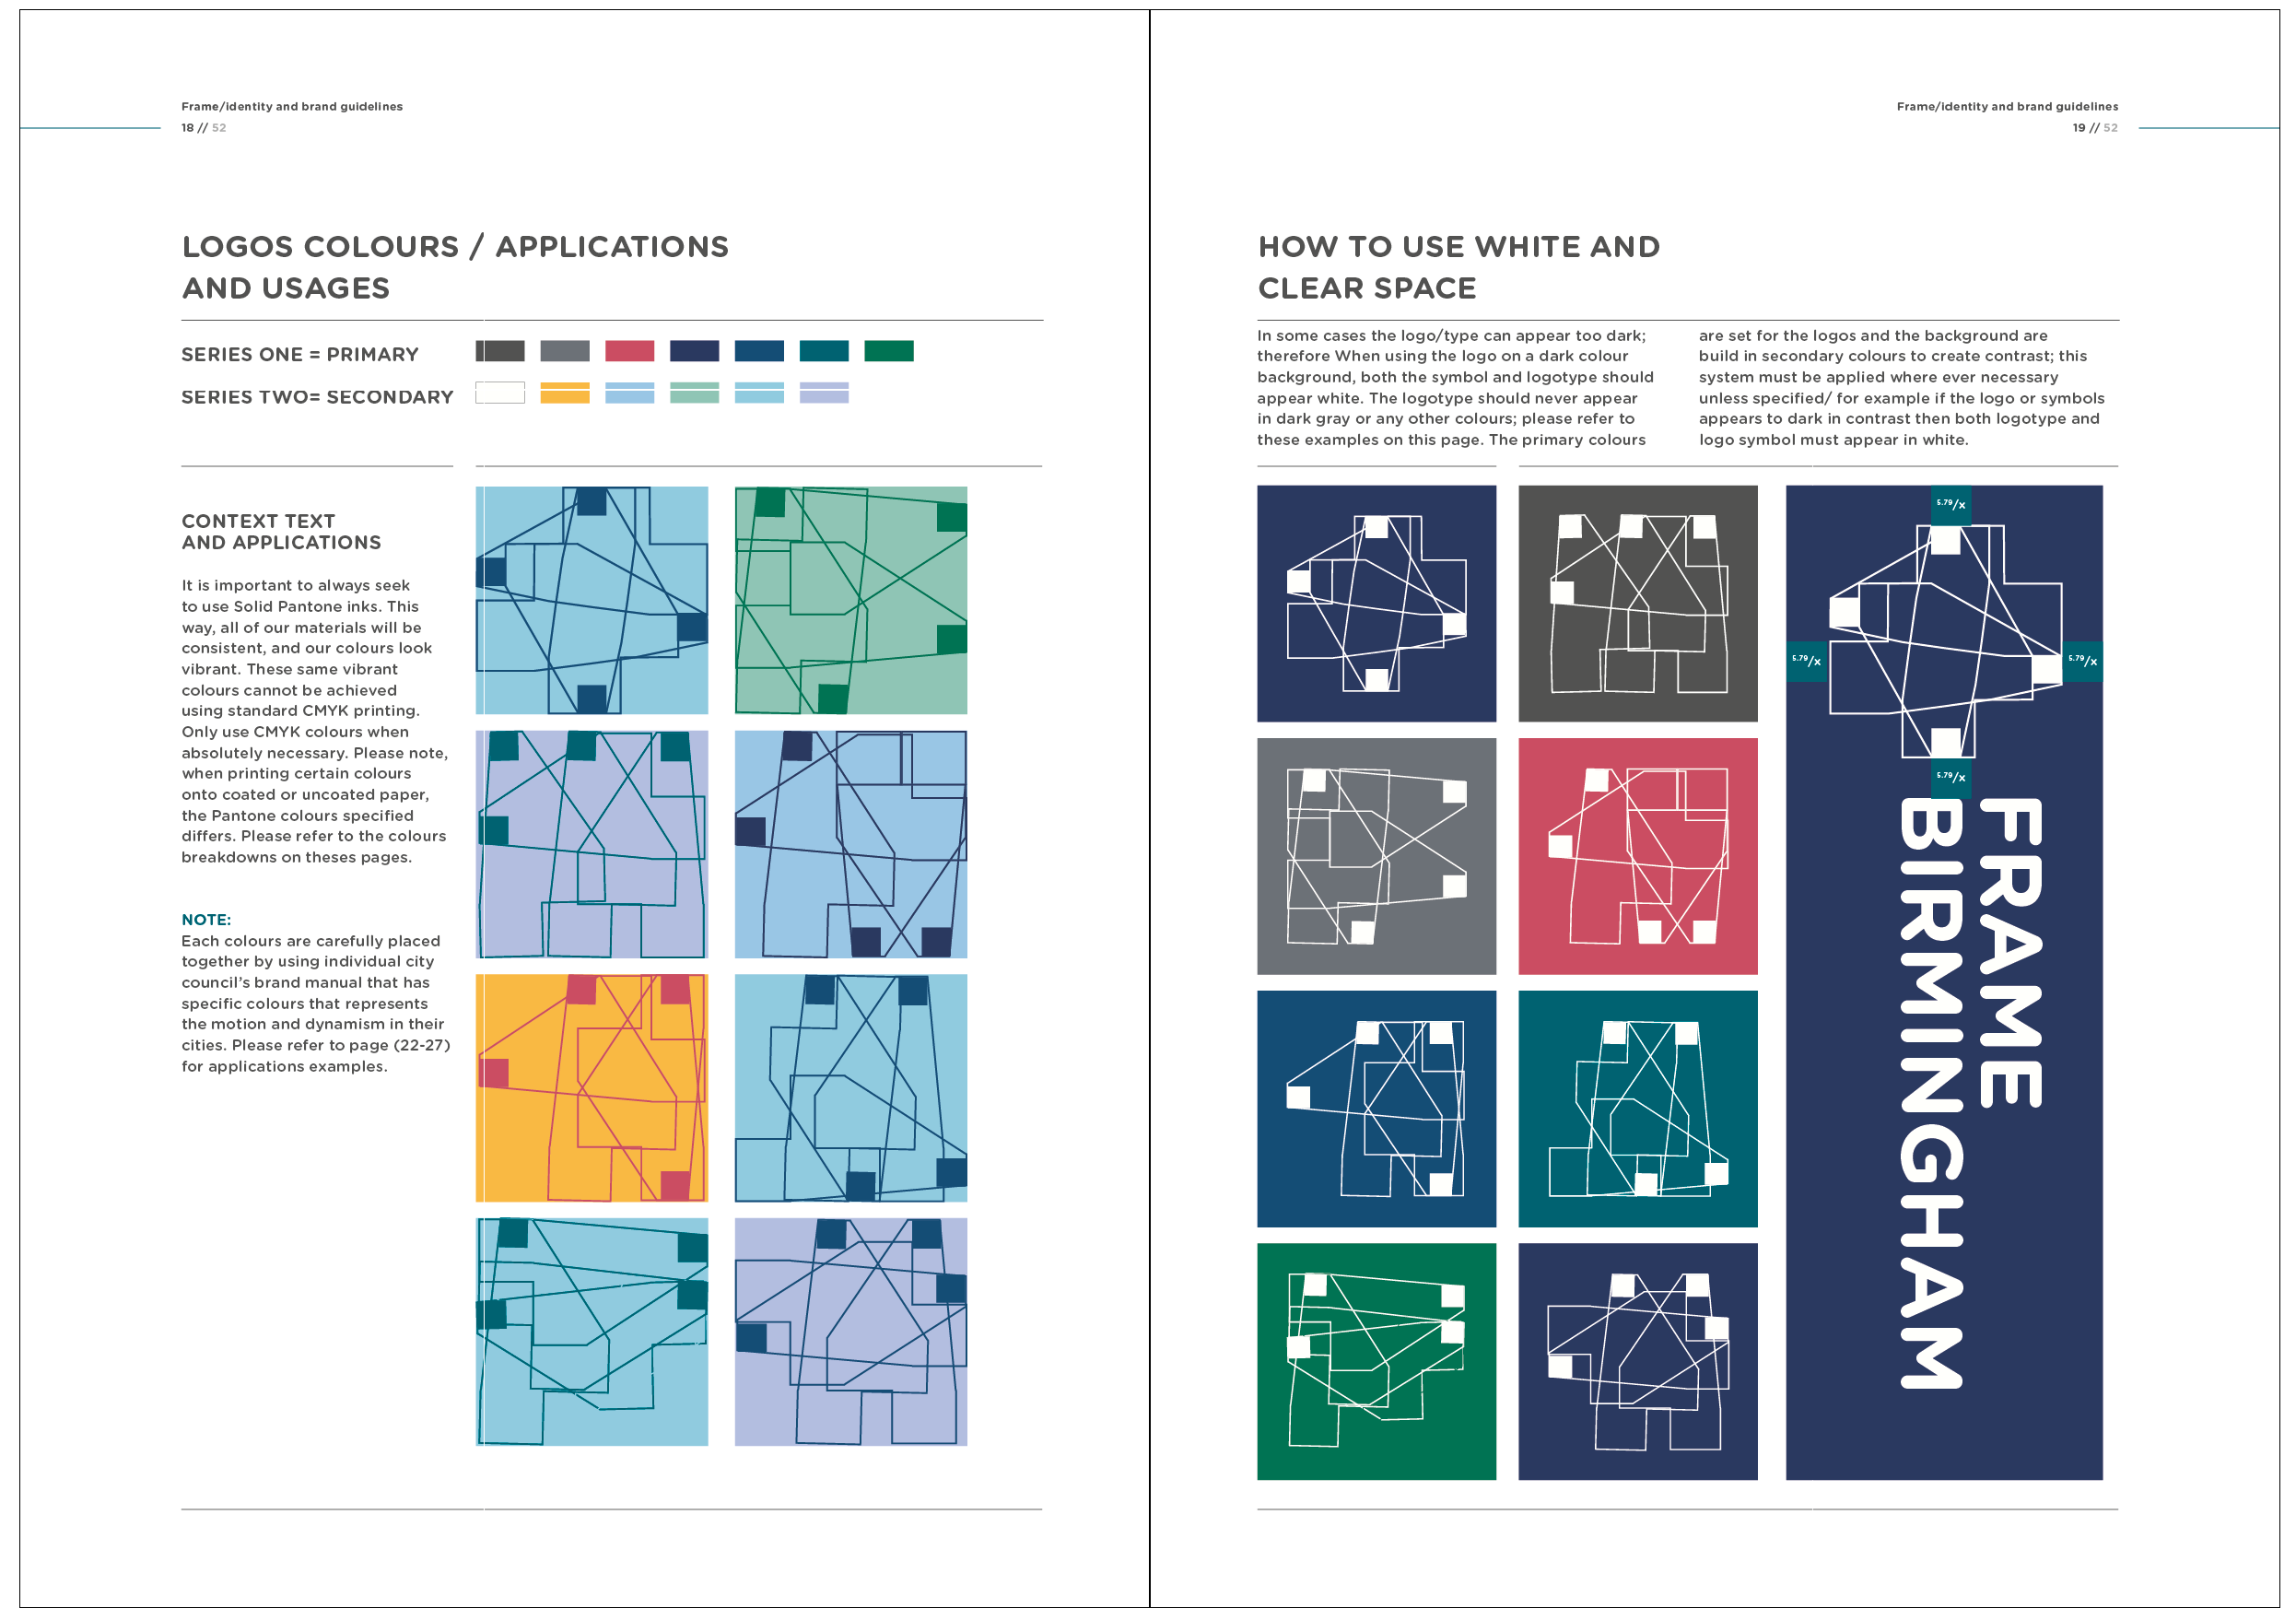 Frame/identity and brand guidelines
18 // 52
LOGOS COLOURS / APPLICATIONS
AND USAGES
SERIES ONE = PRIMARY
SERIES TWO= SECONDARY
CONTEXT TEXT
AND APPLICATIONS
It is important to always seek
to use Solid Pantone inks. This
way, all of our materials will be
consistent, and our colours look
vibrant. These same vibrant
colours cannot be achieved
using standard CMYK printing.
Only use CMYK colours when
absolutely necessary. Please note,
when printing certain colours
onto coated or uncoated paper,
the Pantone colours specified
differs. Please refer to the colours
breakdowns on theses pages.
NOTE:
Each colours are carefully placed
together by using individual city
council's brand manual that has
specific colours that represents
the motion and dynamism in their
cities. Please refer to page (22-27)
for applications examples.
Frame/identity and brand guidelines
19 // 52
HOW TO USE WHITE AND
CLEAR SPACE
In some cases the logo/type can appear too dark;
therefore When using the logo on a dark colour
background, both the symbol and logotype should
appear white. The logotype should never appear
in dark gray or any other colours; please refer to
these examples on this page. The primary colours
are set for the logos and the background are
build in secondary colours to create contrast; this
system must be applied where ever necessary
unless specified/ for example if the logo or symbols
appears to dark in contrast then both logotype and
logo symbol must appear in white.
5.79/x
5.79/x
5.79/x
5.79/x
FRAME
BIRMINGHAM